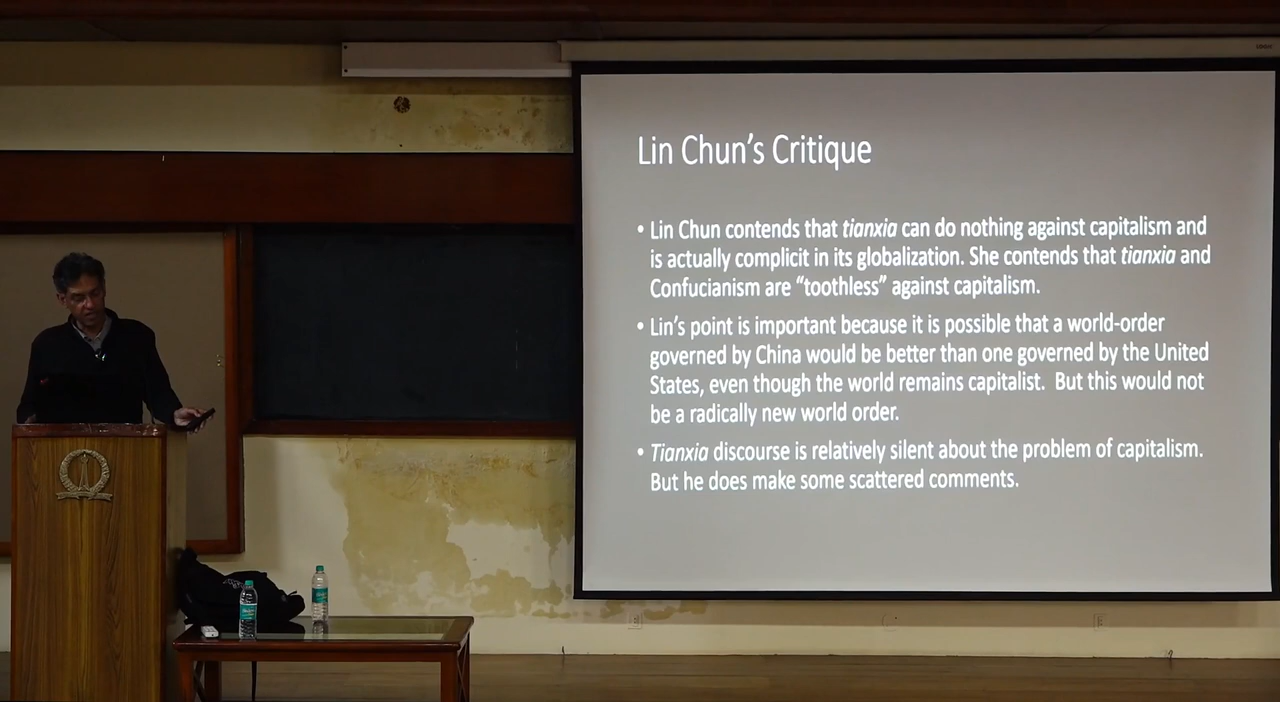 Lin Chun's Critique
• Lin Chun contends that tianxia can do nothing against capitalism and
is actually complicit in its globalization. She contends that tianxia and
Confucianism are “toothless” against capitalism.
• Lin's point is important because it is possible that a world-order
governed by China would be better than one governed by the United
States, even though the world remains capitalist.  But this would not
be a radically new world order.
• Tianxia discourse is relatively silent about the problem of capitalism.
But he does make some scattered comments.